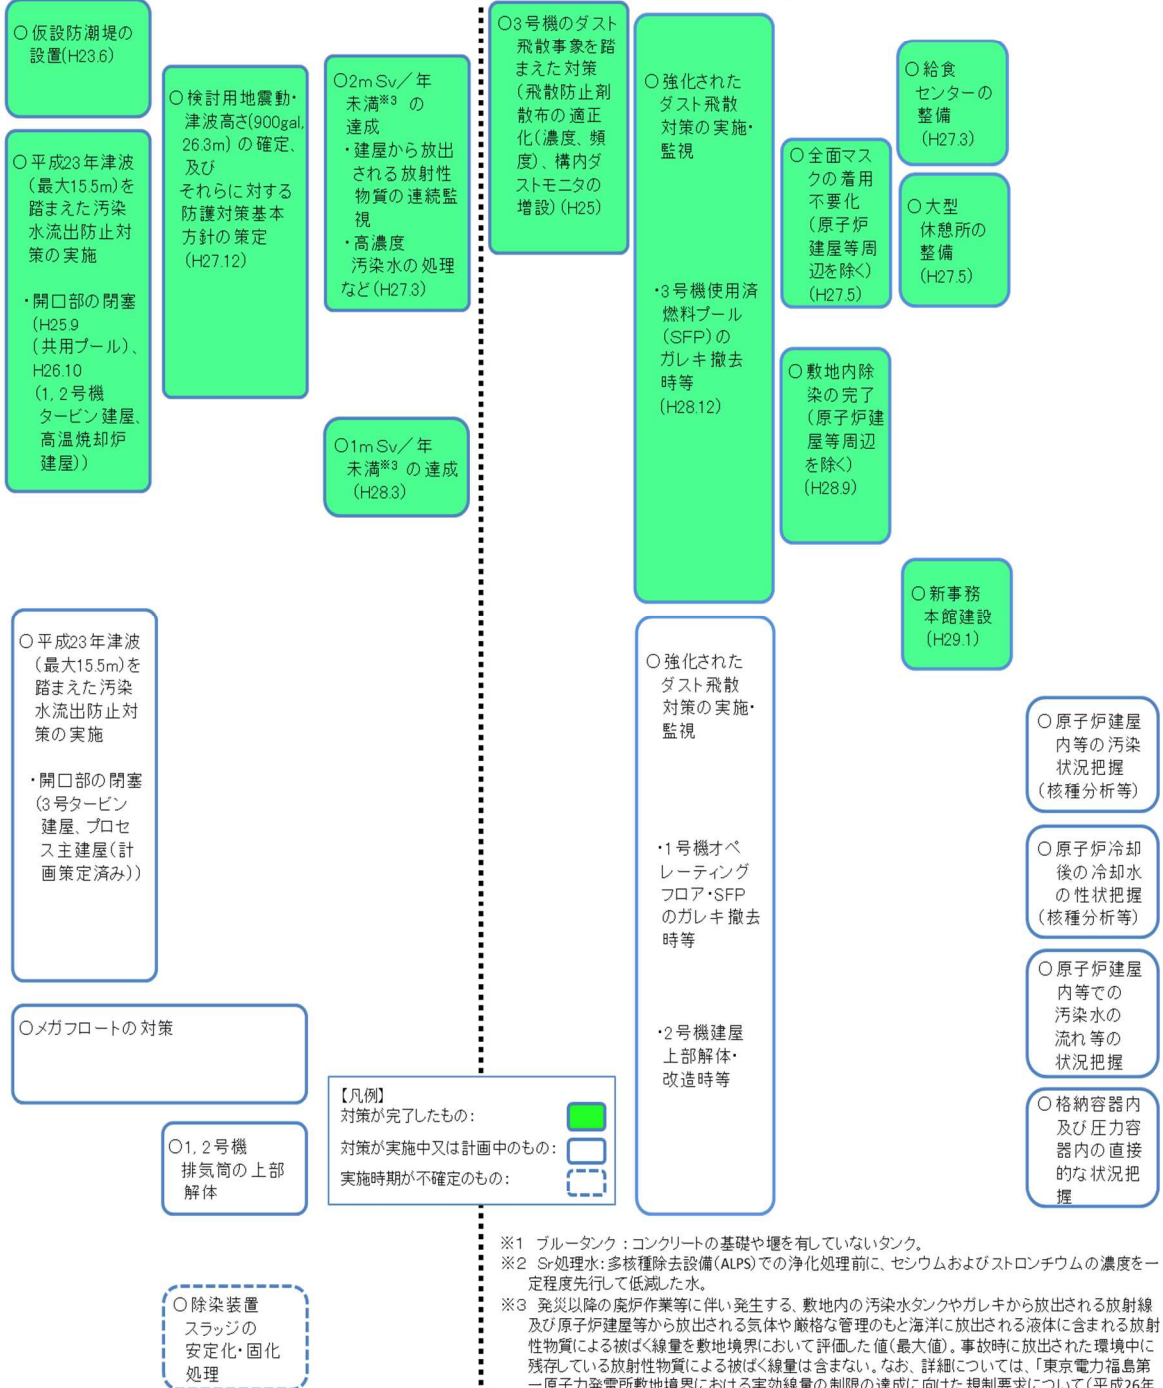 ○仮設防潮堤の
設置(H23.6)
○平成23年津波
(最大15.5m)を
踏まえた汚染
水流出防止対
策の実施
・開口部の閉塞
(H25.9
(共用プール)、
H26.10
(1,2号機
タービン建屋、
高温焼却炉
建屋))
○検討用地震動・
津波高さ(900gal,
26.3m)の確定、
及び
それらに対する
防護対策基本
方針の策定
(H27.12)
○2mSv/年
未満※3 の
達成
・建屋から放出
される放射性
物質の連続監
視
・高濃度
汚染水の処理
など(H27.3)
○1mSv/年
未満※3 の達成
(H28.3)
○平成23年津波
(最大15.5m)を
踏まえた汚染
水流出防止対
策の実施
・開口部の閉塞
(3号タービン
建屋、プロセ
ス主建屋(計
画策定済み))
○メガフロートの対策
○1,2号機
排気筒の上部
解体
○除染装置
スラッジの
安定化・固化
処理
○3号機のダスト
飛散事象を踏
まえた対策
(飛散防止剤
散布の適正
化(濃度、頻
度)、構内ダ
ストモニタの
増設)(H25)
○強化された
ダスト飛散
対策の実施・
監視
・3号機使用済
燃料プール
(SFP)の
ガレキ撤去
時等
(H28.12)
○全面マス
クの着用
不要化
(原子炉
建屋等周
辺を除く)
(H27.5)
○敷地内除
染の完了
(原子炉建
屋等周辺
を除く)
(H28.9)
○給食
センターの
整備
(H27.3)
○大型
休憩所の
整備
(H27.5)
○新事務
本館建設
(H29.1)
○強化された
ダスト飛散
対策の実施・
監視
・1号機オペ
レーティング
フロア・SFP
のガレキ撤去
時等
・2号機建屋
上部解体・
改造時等
○原子炉建屋
内等の汚染
状況把握
(核種分析等)
○原子炉冷却
後の冷却水
の性状把握
(核種分析等)
○原子炉建屋
内等での
汚染水の
流れ等の
状況把握
○格納容器内
及び圧力容
器内の直接
的な状況把
握
【凡例】
対策が完了したもの:
対策が実施中又は計画中のもの:
実施時期が不確定のもの:
※1 ブルータンク:コンクリートの基礎や堰を有していないタンク。
※2 Sr処理水:多核種除去設備(ALPS)での浄化処理前に、セシウムおよびストロンチウムの濃度を一
定程度先行して低減した水。
※3 発災以降の廃炉作業等に伴い発生する、敷地内の汚染水タンクやガレキから放出される放射線
及び原子炉建屋等から放出される気体や厳格な管理のもと海洋に放出される液体に含まれる放射
性物質による被ばく線量を敷地境界において評価した値(最大値)。事故時に放出された環境中に
残存している放射性物質による被ばく線量は含まない。なお、詳細については、「東京電力福島第
一原子力発電所敷地境界における実効線量の制限の達成に向けた規制要求について(平成26年